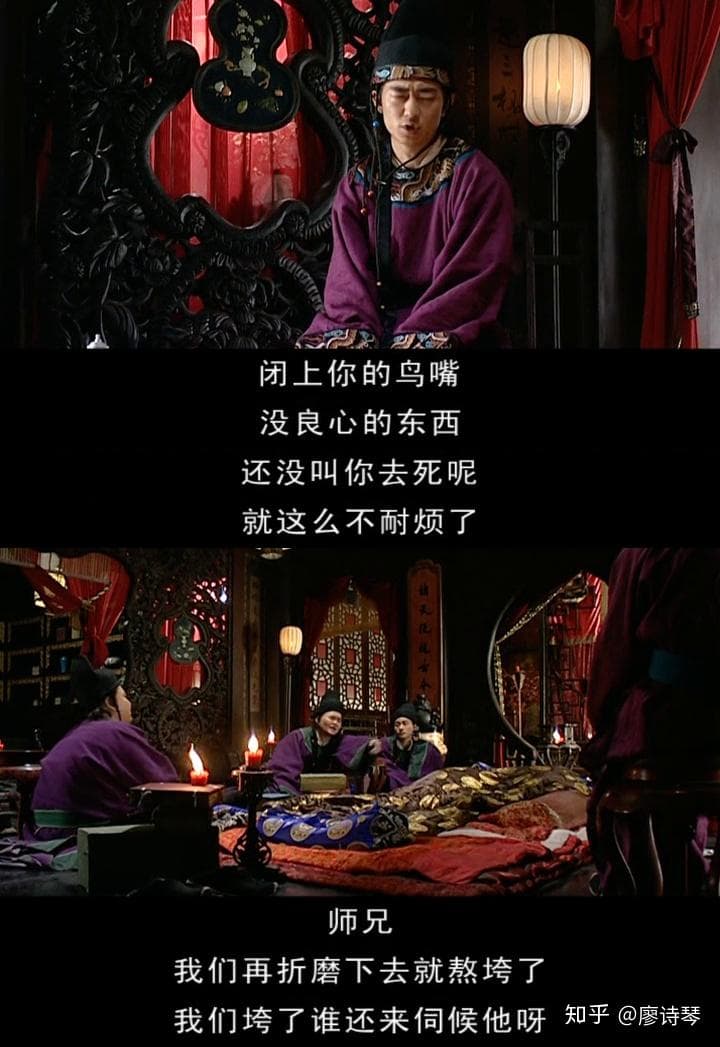 闭上你的鸟嘴
没良心的东西
还没叫你去死呢
就这么不耐烦了
师兄
我们再折磨下去就熬垮了
我们垮了谁还来伺候他呀
知乎 @廖诗琴